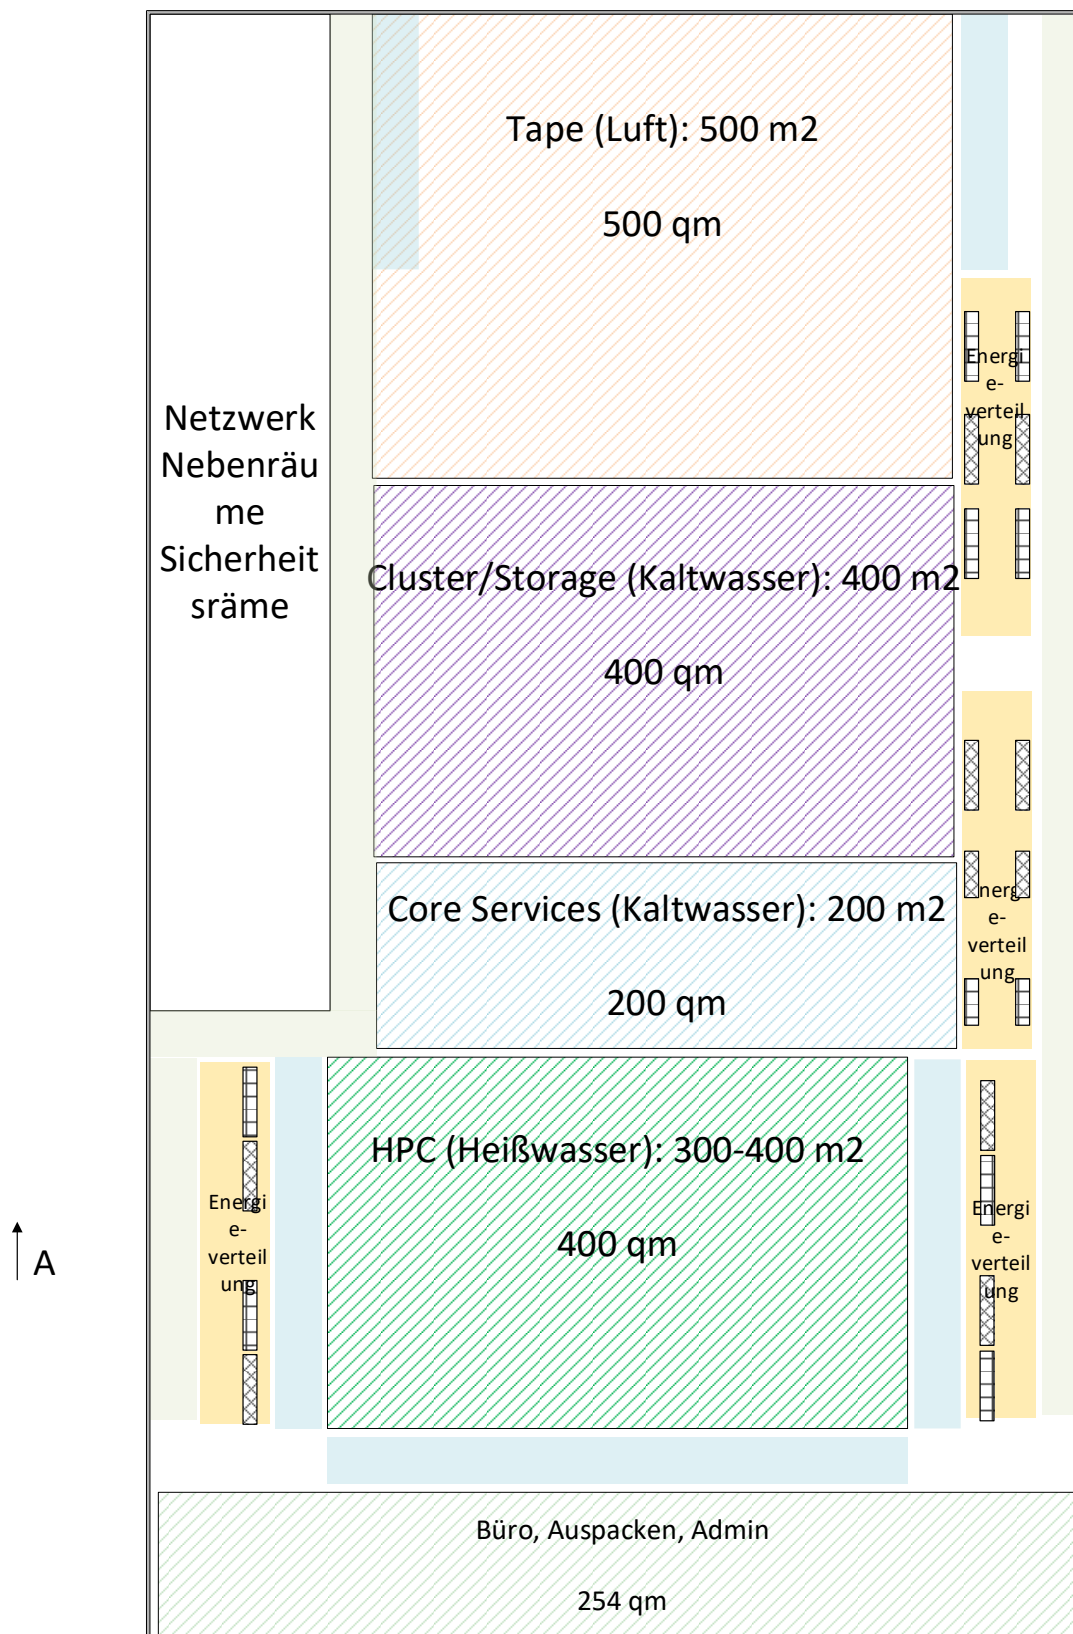 Tape (Luft): 500 m2
500 qm
Energi
e-
verteil
ung
Netzwerk
Nebenräu
me
Sicherheit
sräme
Cluster/Storage (Kaltwasser): 400 m2
400 qm
Core Services (Kaltwasser): 200 m2
200 qm
Energi
e-
verteil
ung
HPC (Heißwasser): 300-400 m2
400 qm
Energi
e-
verteil
ung
Energi
e-
verteil
ung
A
Büro, Auspacken, Admin
254 qm